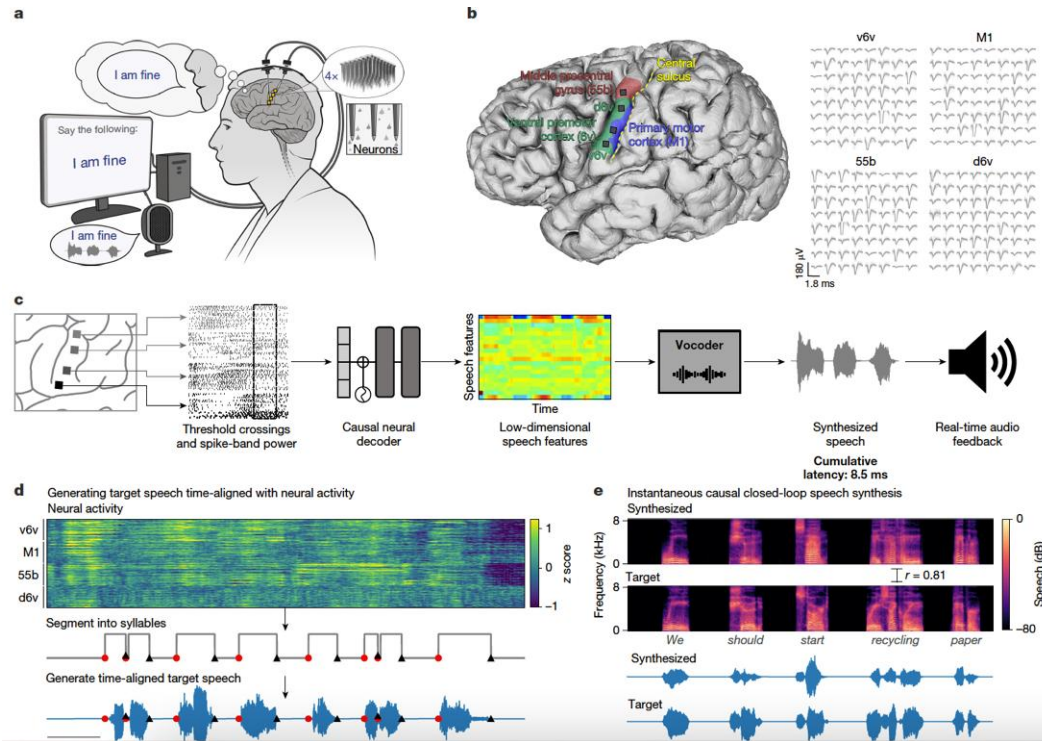 a
I am fine
Say the following:
I am fine
I am fine
4×
Neurons
b
Middle precentral
gyrus (55b)
Central
sulcus
d6v
Ventral premotor
cortex (6v)
Primary motor
cortex (M1)
v6v
v6v
M1
55b
d6v
180 μV
1.8 ms
c
Threshold crossings
and spike-band power
Causal neural
decoder
Speech features
Time
Low-dimensional
speech features
Vocoder
Synthesized
speech
Cumulative
latency: 8.5 ms
Real-time audio
feedback
d
Generating target speech time-aligned with neural activity
Neural activity
v6v
M1
55b
d6v
1
0
−1
z score
Segment into syllables
Generate time-aligned target speech
e
Instantaneous causal closed-loop speech synthesis
Synthesized
8
0
r = 0.81
Target
8
0
Frequency (kHz)
0
−80
Speech (dB)
We should start recycling paper
Synthesized
Target